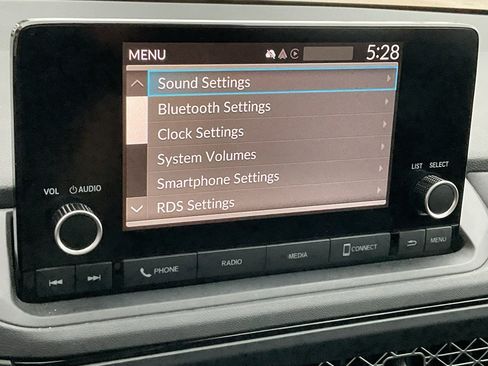 MENU 5:28
Sound Settings
Bluetooth Settings
Clock Settings
System Volumes
Smartphone Settings
RDS Settings
VOL AUDIO
LIST SELECT
PHONE
RADIO
MEDIA
CONNECT
MENU